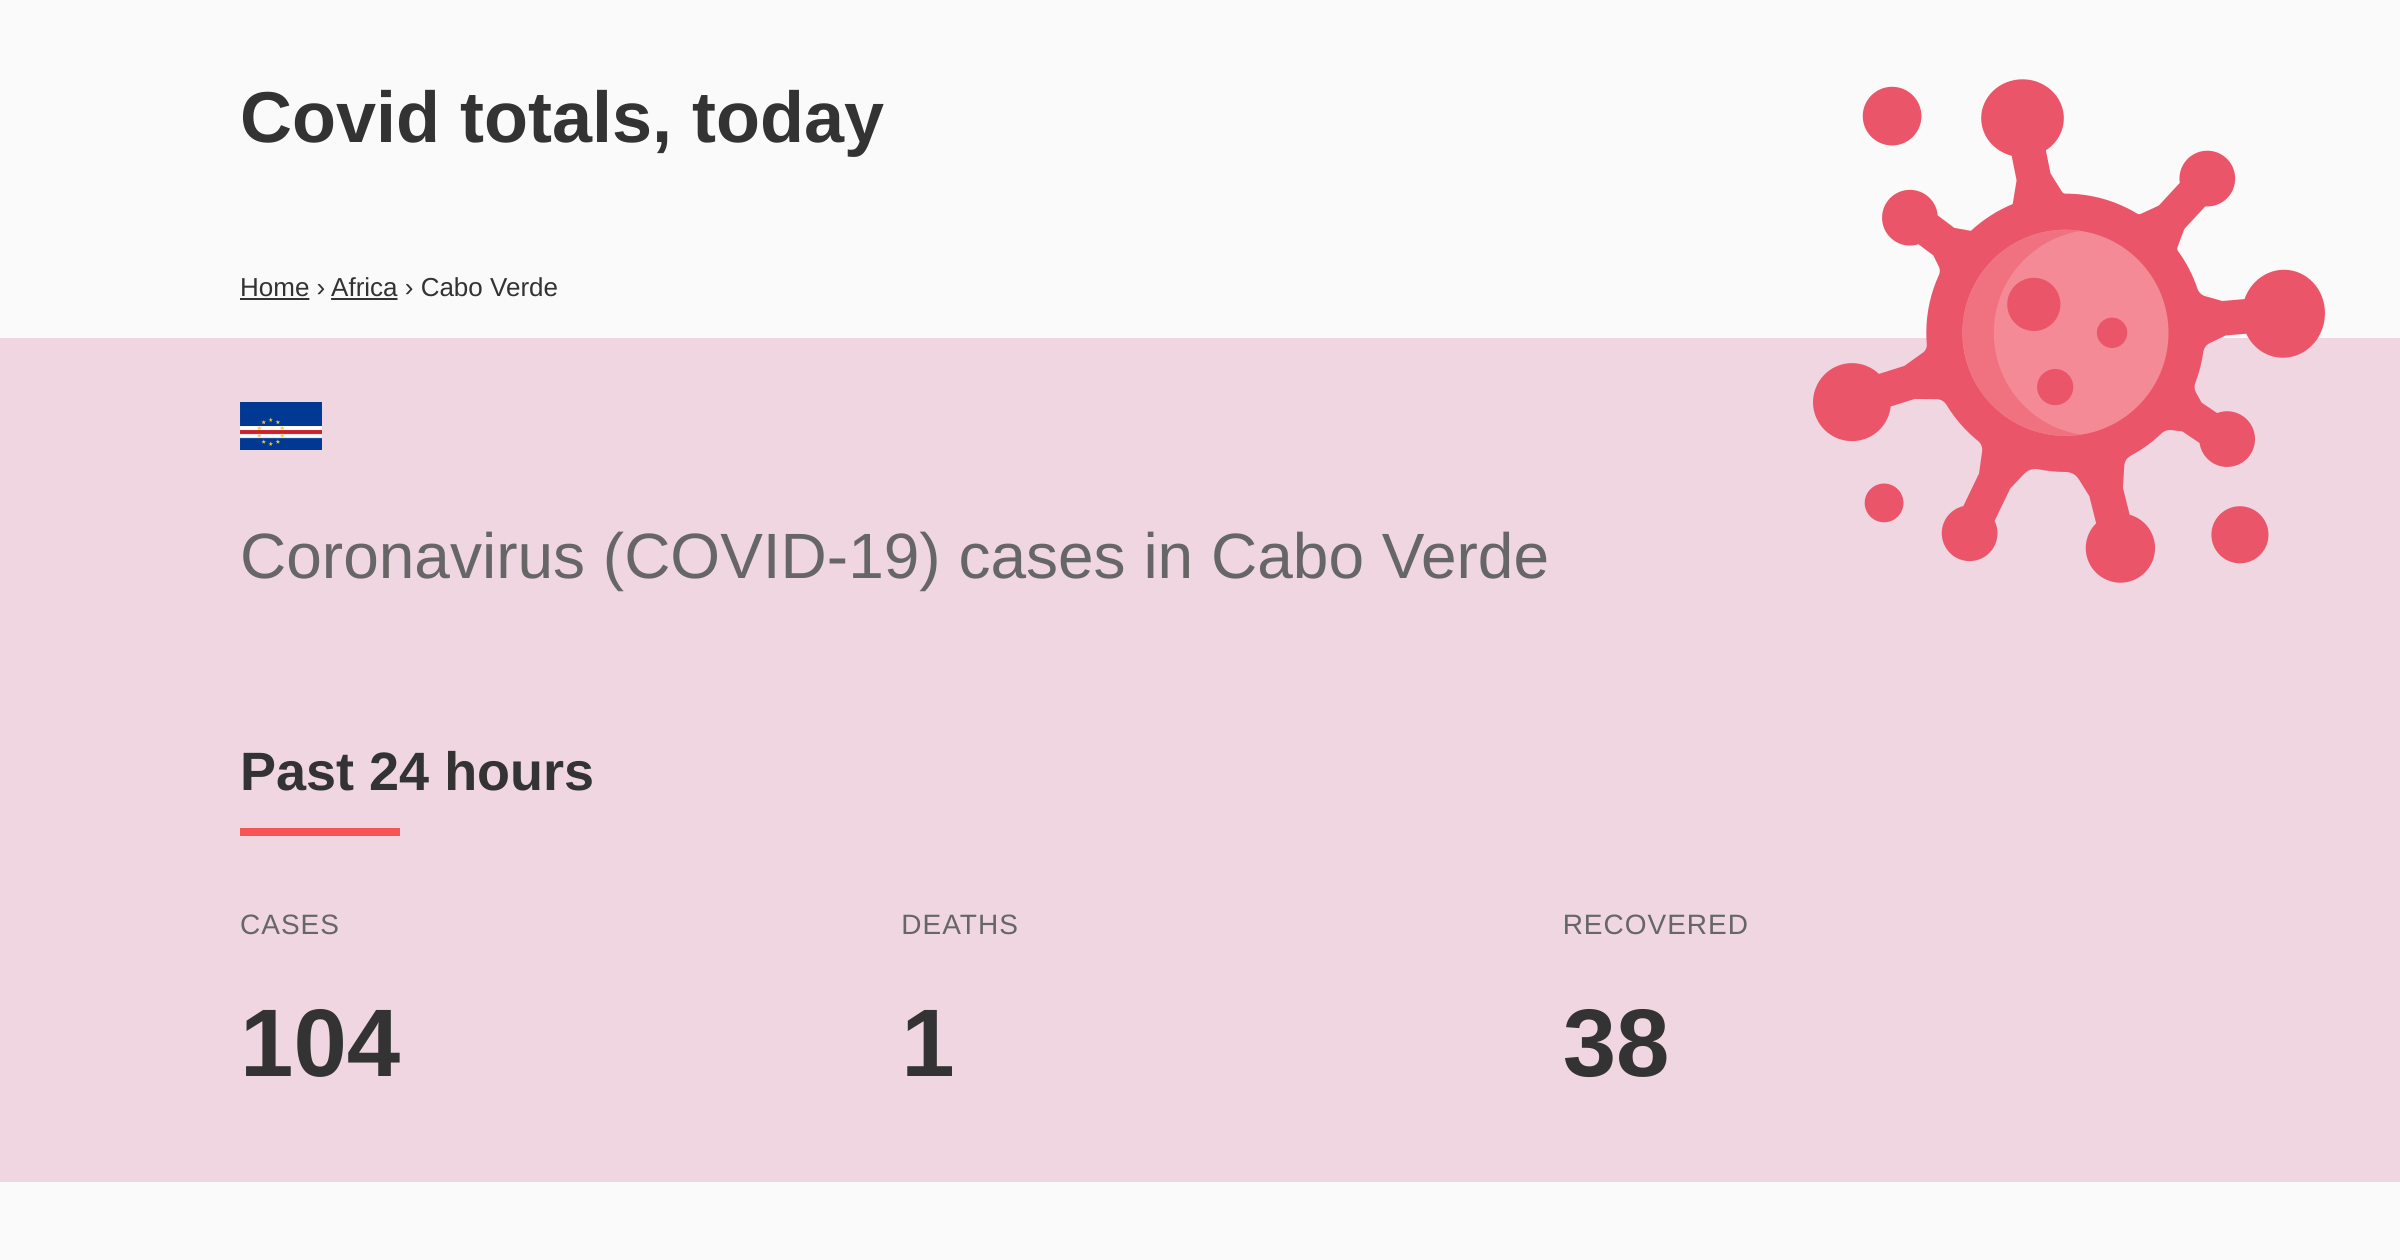 Covid totals, today
Home › Africa › Cabo Verde
Coronavirus (COVID-19) cases in Cabo Verde
Past 24 hours
CASES DEATHS RECOVERED
104 1 38